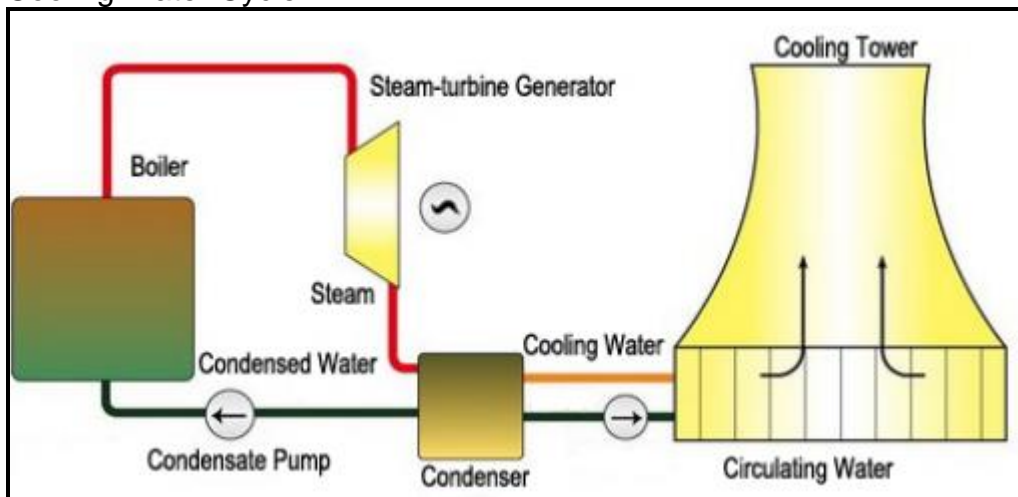 Cooling Tower
Steam-turbine Generator
Boiler
Steam
Cooling Water
Condensed Water
Condensate Pump
Condenser
Circulating Water